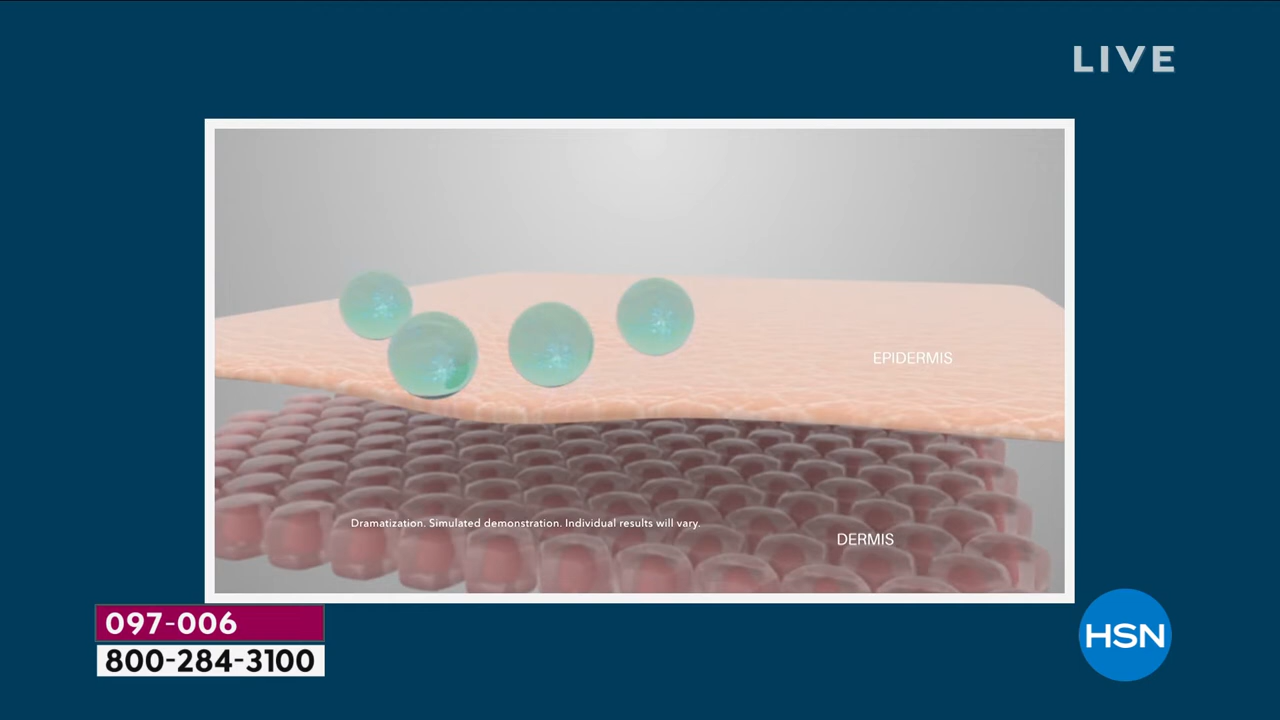 LIVE
EPIDERMIS
Dramatization. Simulated demonstration. Individual results will vary.
DERMIS
097-006
800-284-3100
HSN